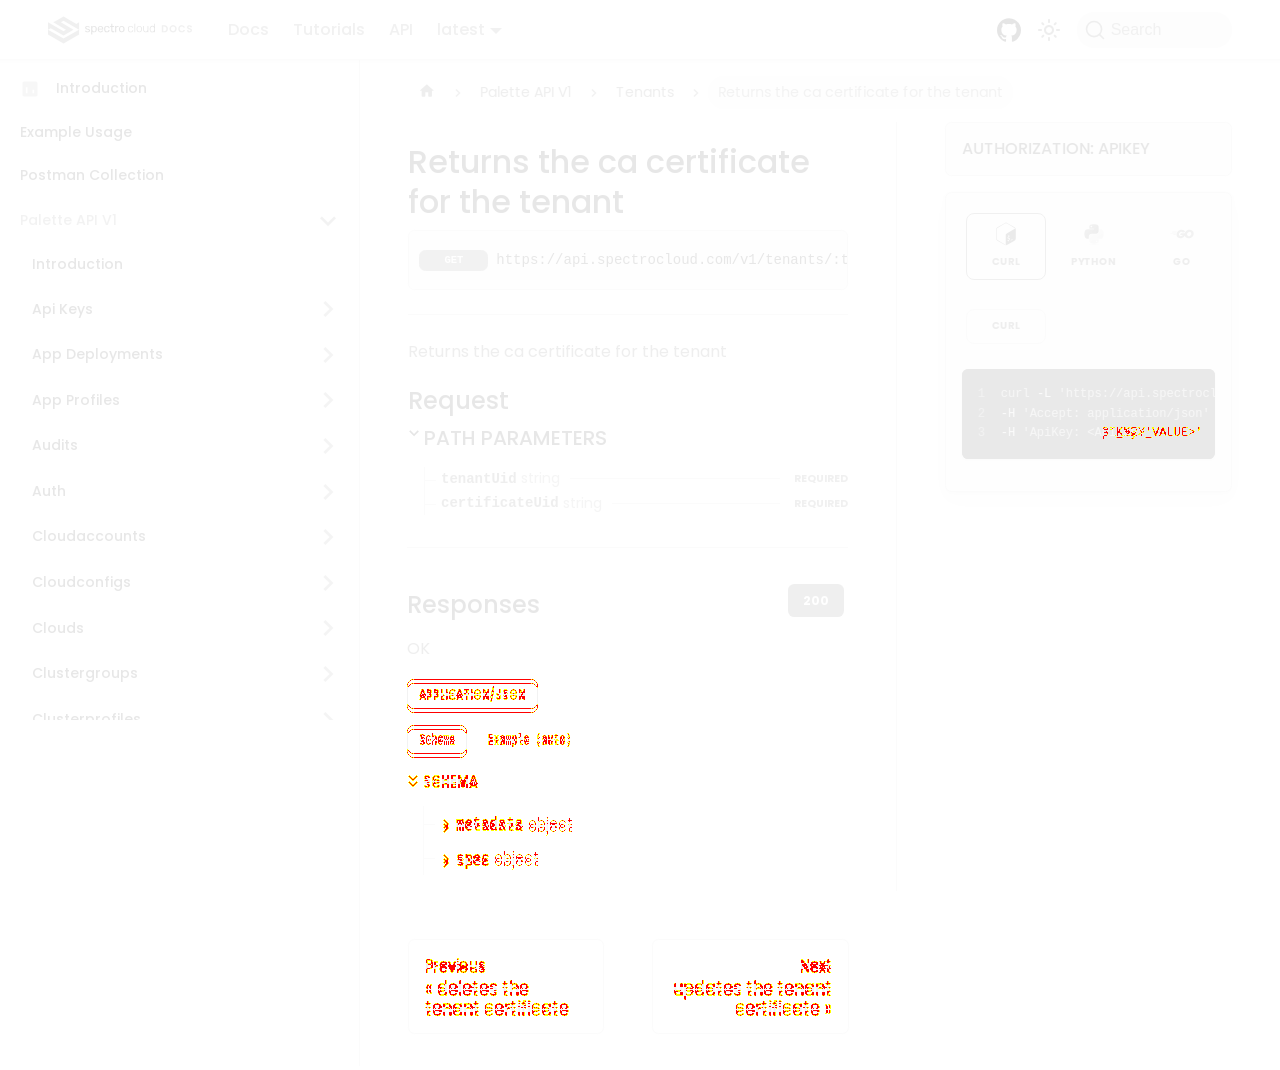 spectro cloud DOCS
Docs
Tutorials
API
latest
Search
Introduction
Example Usage
Postman Collection
Palette API V1
Introduction
Api Keys
App Deployments
App Profiles
Audits
Auth
Cloudaccounts
Cloudconfigs
Clouds
Clustergroups
Clusterprofiles
Palette API V1
Tenants
Returns the ca certificate for the tenant
Returns the ca certificate
for the tenant
GET https://api.spectrocloud.com/v1/tenants/:t
Returns the ca certificate for the tenant
Request
PATH PARAMETERS
tenantUid string REQUIRED
certificateUid string REQUIRED
Responses
200
OK
APPLICATION/JSON
Schema
Example (auto)
SCHEMA
metadata object
spec object
Previous
« deletes the
tenant certificate
Next
updates the tenant
certificate »
AUTHORIZATION: APIKEY
CURL
PYTHON
GO
GO
CURL
1 curl -L 'https://api.spectrocl
2 -H 'Accept: application/json'
3 -H 'ApiKey: